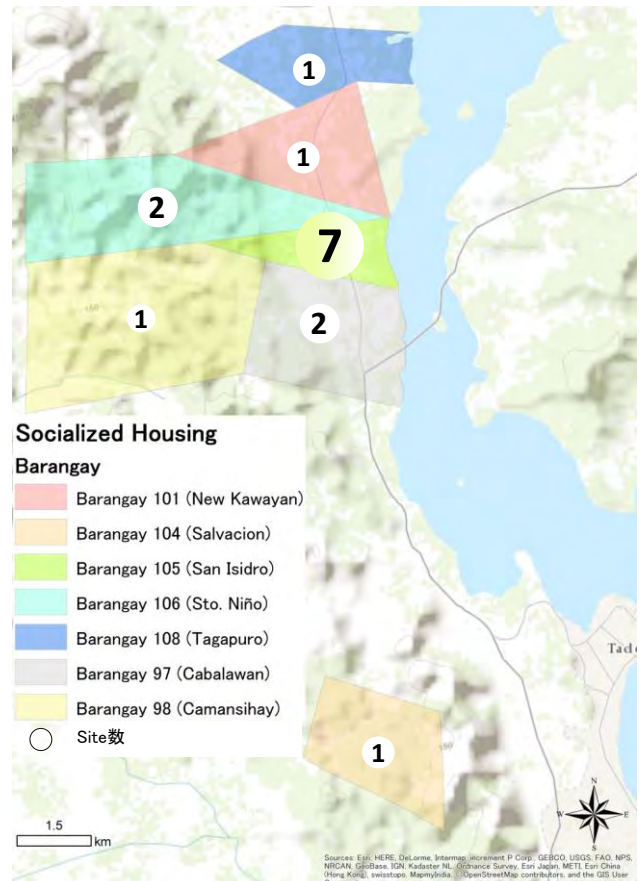 1
1
2
7
1
2
Socialized Housing
Barangay
Barangay 101 (New Kawayan)
Barangay 104 (Salvacion)
Barangay 105 (San Isidro)
Barangay 106 (Sto. Niño)
Barangay 108 (Tagapuro)
Barangay 97 (Cabalawan)
Barangay 98 (Camansihay)
Site数
1
150
150
N
W
E
S
1.5
km
Sources: Esri, HERE, DeLorme, Intermap, increment P Corp., GEBCO, USGS, FAO, NPS,
NRCAN, GeoBase, IGN, Kadaster NL, Ordnance Survey, Esri Japan, METI, Esri China
(Hong Kong), swisstopo, MapmyIndia, © OpenStreetMap contributors, and the GIS User